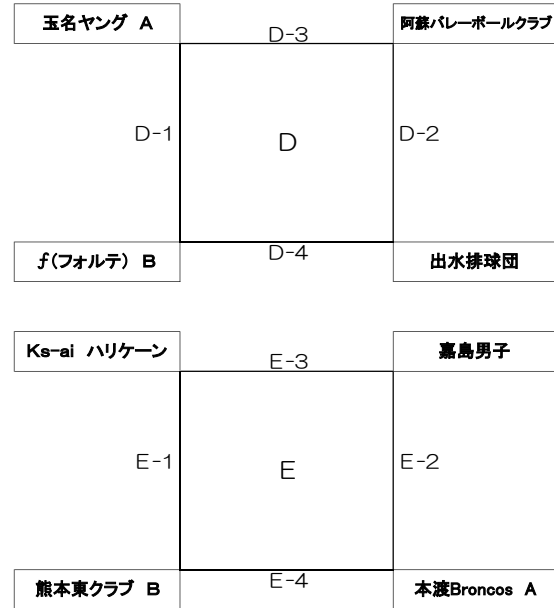 玉名ヤング A
D-3
阿蘇バレーボールクラブ
D-1
D
D-2
f(フォルテ) B
D-4
出水排球団
Ks-ai ハリケーン
E-3
嘉島男子
E-1
E
E-2
熊本東クラブ B
E-4
本渡Broncos A